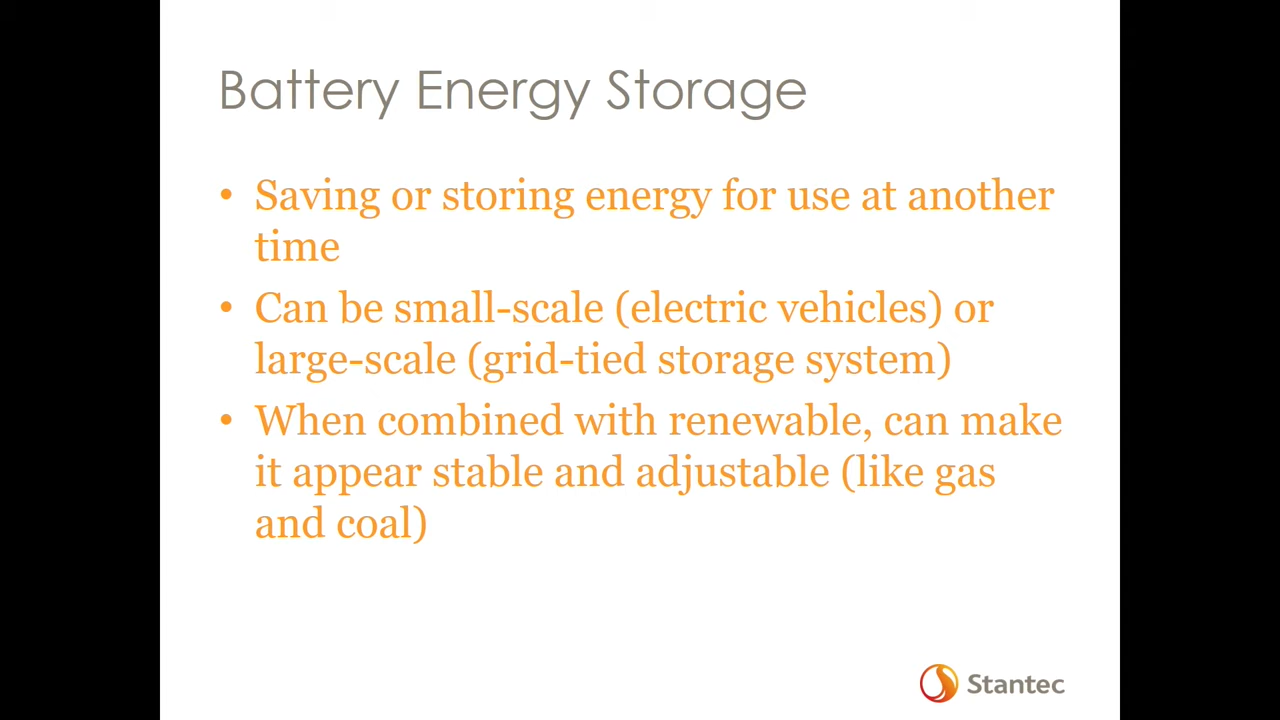 Battery Energy Storage
• Saving or storing energy for use at another
time
• Can be small-scale (electric vehicles) or
large-scale (grid-tied storage system)
• When combined with renewable, can make
it appear stable and adjustable (like gas
and coal)
Stantec